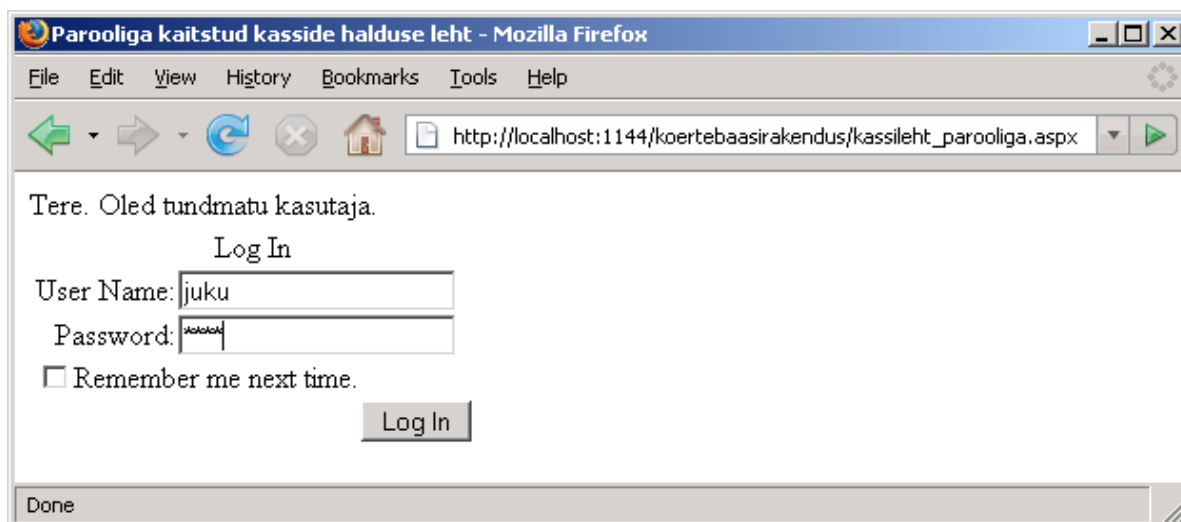 Parooliga kaitstud kasside halduse leht - Mozilla Firefox
File Edit View History Bookmarks Tools Help
http://localhost:1144/koertebaasirakendus/kassileht_parooliga.aspx
Tere. Oled tundmatu kasutaja.
Log In
User Name: juku
Password: ****
Remember me next time.
Log In
Done